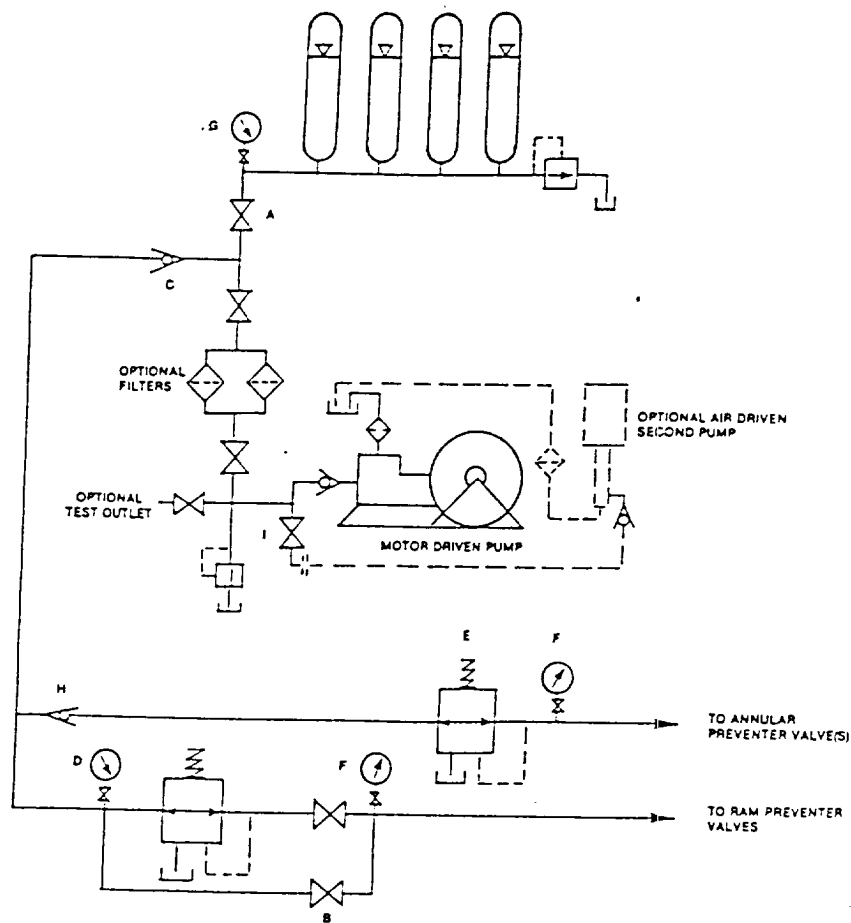 G
A
C
OPTIONAL
FILTERS
OPTIONAL AIR DRIVEN
SECOND PUMP
OPTIONAL
TEST OUTLET
I
MOTOR DRIVEN PUMP
E
F
H
TO ANNULAR
PREVENTER VALVE(S)
D
F
TO RAM PREVENTER
VALVES
B